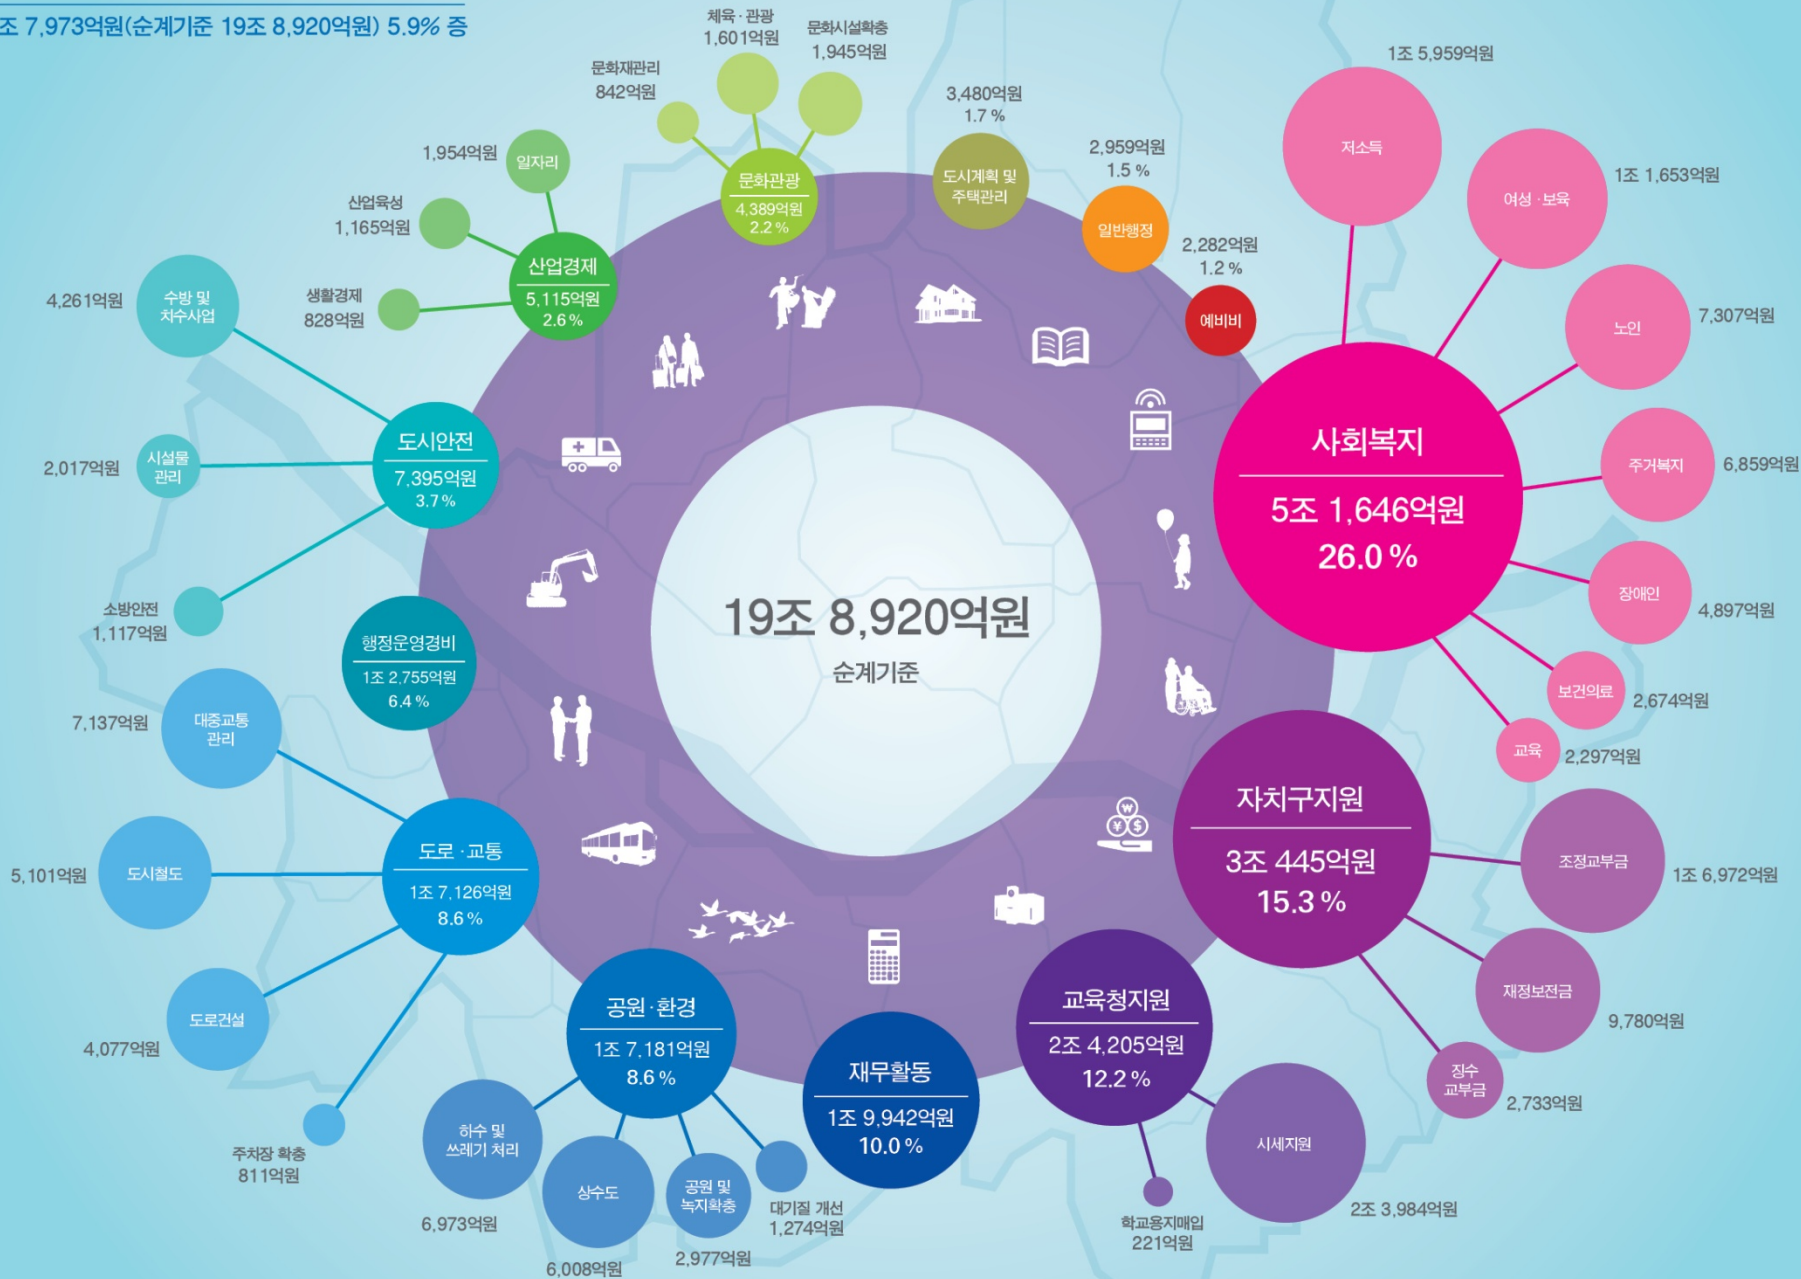 조 7,973억원(순계기준 19조 8,920억원) 5.9% 증
체육 · 관광
1,601억원
문화시설확충
1,945억원
문화재관리
842억원
문화관광
4,389억원
2.2 %
3,480억원
1.7 %
도시계획 및
주택관리
2,959억원
1.5 %
일반행정
2,282억원
1.2 %
예비비
1조 5,959억원
저소득
여성 · 보육
1조 1,653억원
노인
7,307억원
주거복지
6,859억원
장애인
4,897억원
보건의료
2,674억원
교육
2,297억원
사회복지
5조 1,646억원
26.0 %
1,954억원
일자리
산업육성
1,165억원
생활경제
828억원
산업경제
5,115억원
2.6 %
4,261억원
수방 및
치수사업
2,017억원
시설물
관리
소방안전
1,117억원
도시안전
7,395억원
3.7 %
행정운영경비
1조 2,755억원
6.4 %
19조 8,920억원
순계기준
7,137억원
대중교통
관리
5,101억원
도시철도
도로건설
4,077억원
주차장 확충
811억원
도로 · 교통
1조 7,126억원
8.6 %
공원 · 환경
1조 7,181억원
8.6 %
하수 및
쓰레기 처리
6,973억원
상수도
6,008억원
공원 및
녹지확충
2,977억원
대기질 개선
1,274억원
재무활동
1조 9,942억원
10.0 %
교육청지원
2조 4,205억원
12.2 %
학교용지매입
221억원
시세지원
2조 3,984억원
자치구지원
3조 445억원
15.3 %
조정교부금
1조 6,972억원
재정보전금
9,780억원
징수
교부금
2,733억원